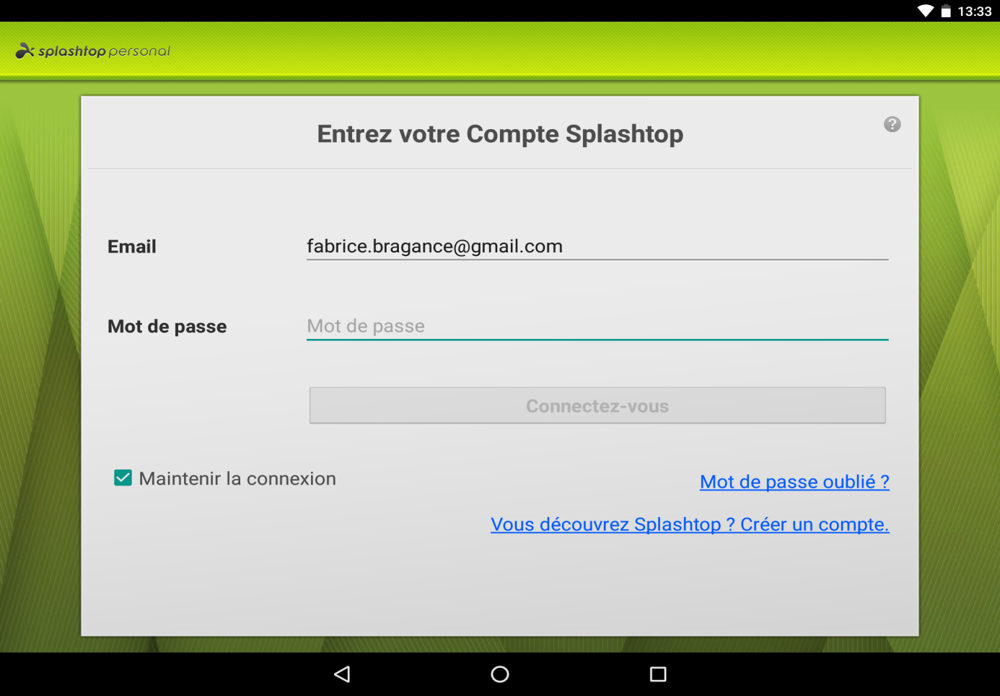 13:33
splashtop personal
Entrez votre Compte Splashtop
?
Email
fabrice.bragance@gmail.com
Mot de passe
Mot de passe
Connectez-vous
Maintenir la connexion
Mot de passe oublié ?
Vous découvrez Splashtop ? Créer un compte.